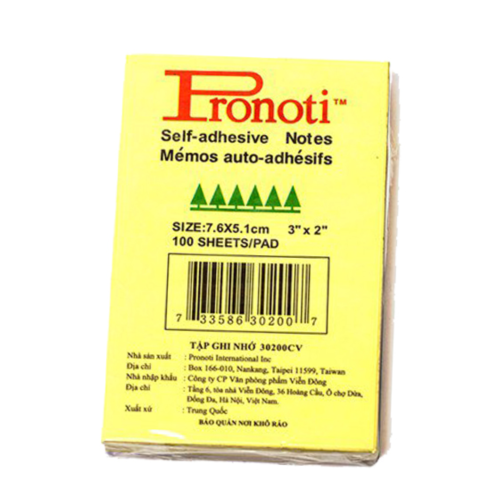 Pronoti™
Self-adhesive Notes
Mémos auto-adhésifs
SIZE:7.6X5.1cm 3" x 2"
100 SHEETS/PAD
7 33586 30200 7
TẬP GHI NHỚ 30200CV
Nhà sản xuất : Pronoti International Inc
Địa chỉ : Box 166-010, Nankang, Taipei 11599, Taiwan
Nhà nhập khẩu : Công ty CP Văn phòng phẩm Viễn Đông
Địa chỉ : Tầng 6, tòa nhà Viễn Đông, 36 Hoàng Cầu, Ô chợ Dừa,
Đống Đa, Hà Nội, Việt Nam.
Xuất xứ : Trung Quốc
BẢO QUẢN NƠI KHÔ RÁO